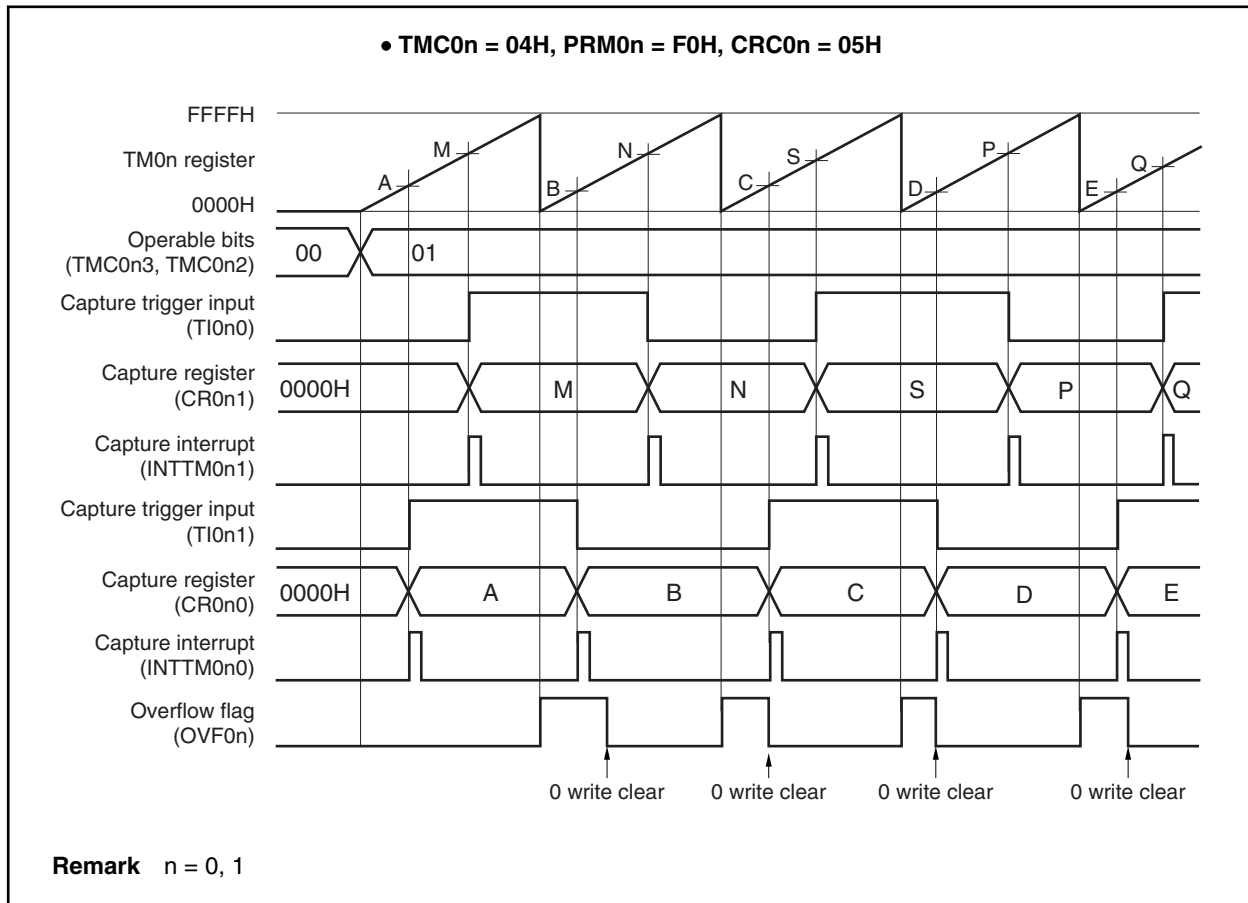 • TMC0n = 04H, PRM0n = F0H, CRC0n = 05H
FFFFH
TM0n register
0000H
A
M
B
N
C
S
D
P
E
Q
Operable bits
(TMC0n3, TMC0n2)
00
01
Capture trigger input
(TI0n0)
Capture register
(CR0n1)
0000H
M
N
S
P
Q
Capture interrupt
(INTTM0n1)
Capture trigger input
(TI0n1)
Capture register
(CR0n0)
0000H
A
B
C
D
E
Capture interrupt
(INTTM0n0)
Overflow flag
(OVF0n)
0 write clear
0 write clear
0 write clear
0 write clear
Remark n = 0, 1